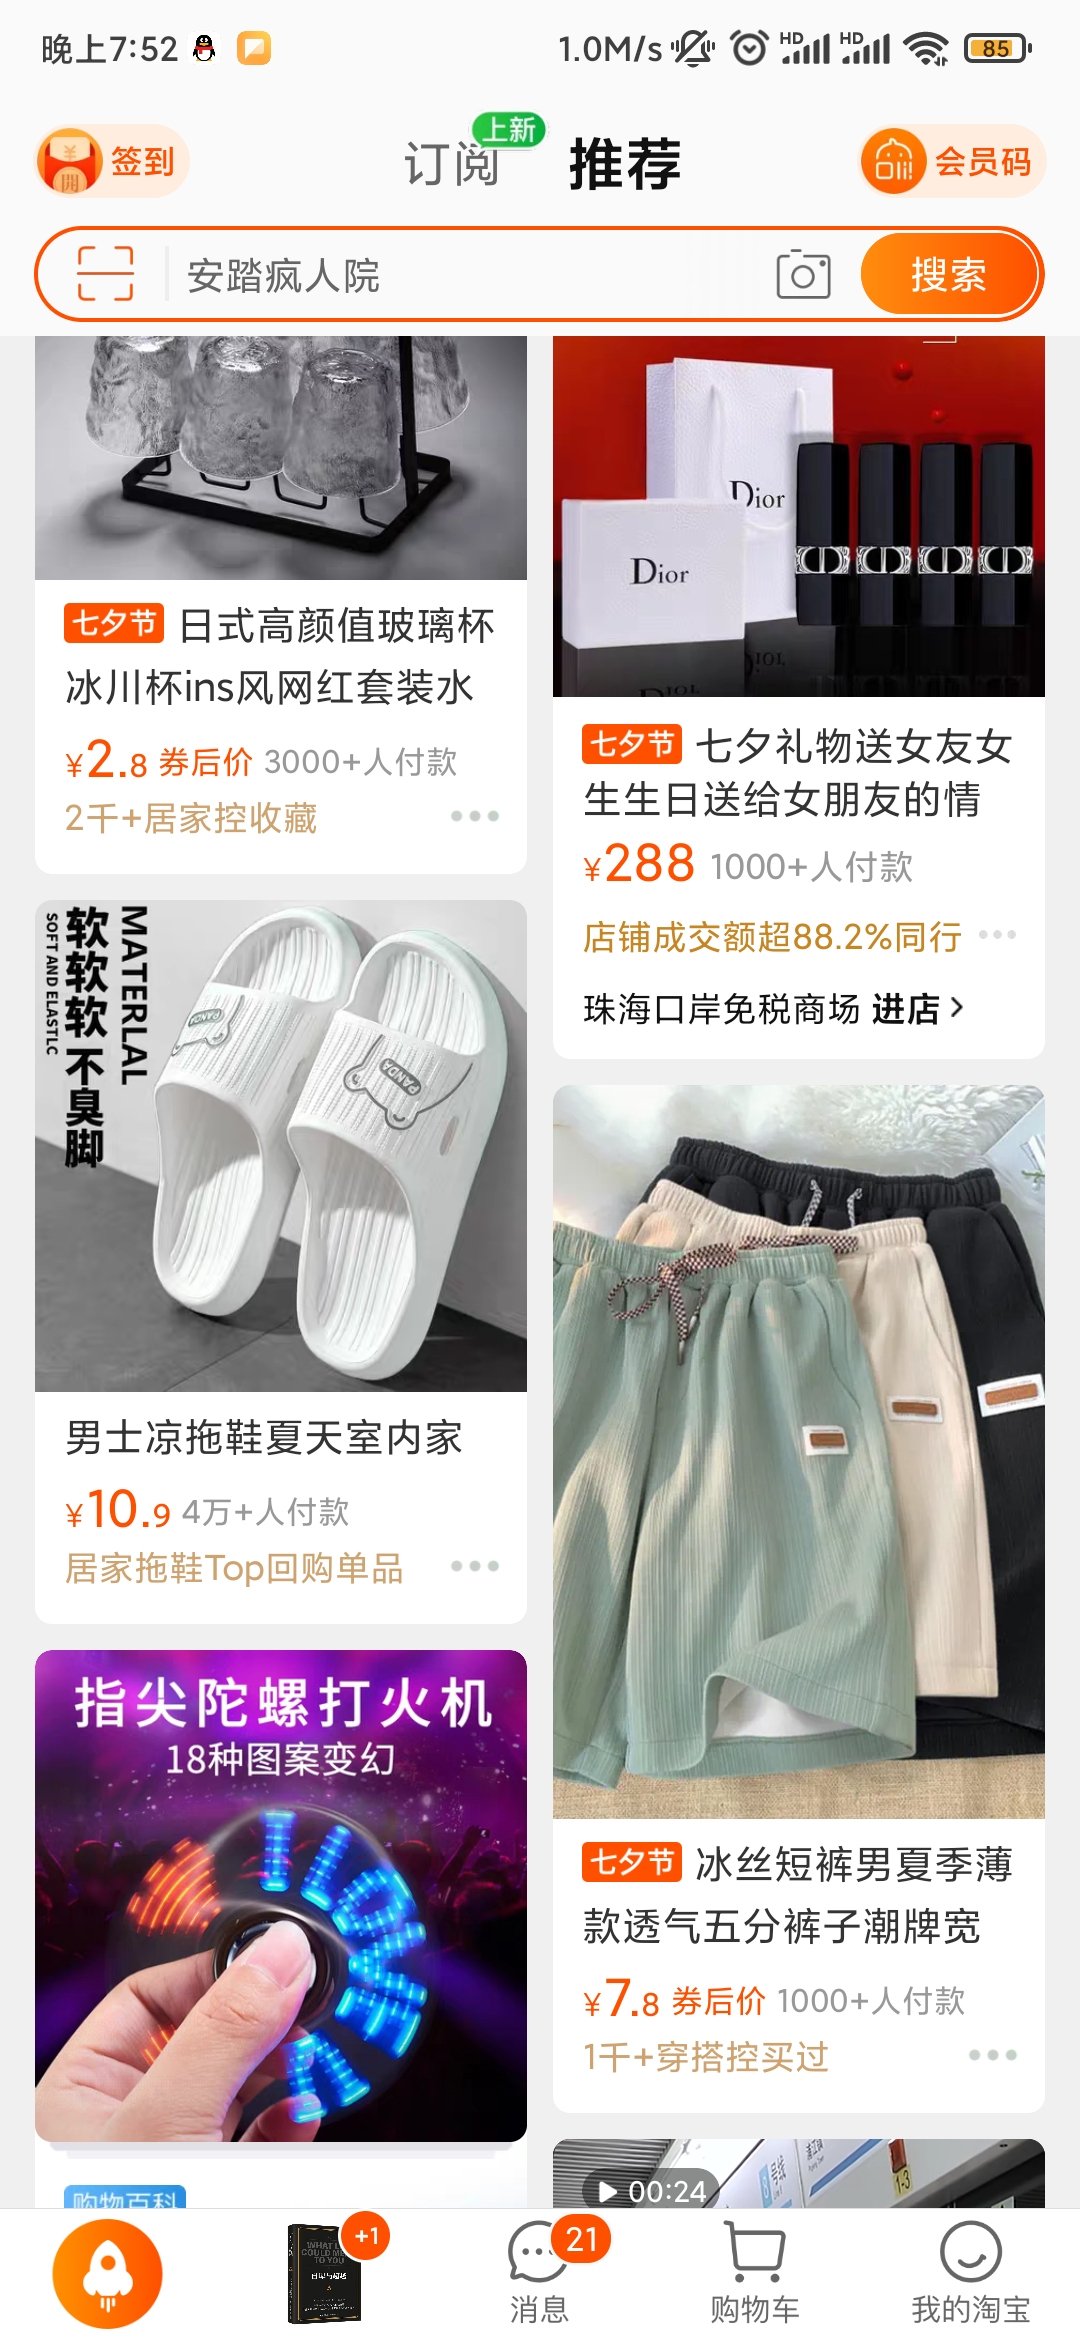 晚上7:52
1.0M/s
HD
HD
85
签到
订阅
上新
推荐
会员码
安踏疯人院
搜索
Dior
Dior
七夕节 日式高颜值玻璃杯
冰川杯ins风网红套装水
¥2.8 券后价 3000+人付款
2千+居家控收藏
七夕节 七夕礼物送女友女
生生日送给女朋友的情
¥288 1000+人付款
店铺成交额超88.2%同行
珠海口岸免税商场 进店
MATERLAL
软软软 不臭脚
SOFT AND ELASTLC
PANDA
PANDA
男士凉拖鞋夏天室内家
¥10.9 4万+人付款
居家拖鞋Top回购单品
七夕节 冰丝短裤男夏季薄
款透气五分裤子潮牌宽
¥7.8 券后价 1000+人付款
1千+穿搭控买过
指尖陀螺打火机
18种图案变幻
购物百科
00:24
1-3
+1
21
消息
购物车
我的淘宝